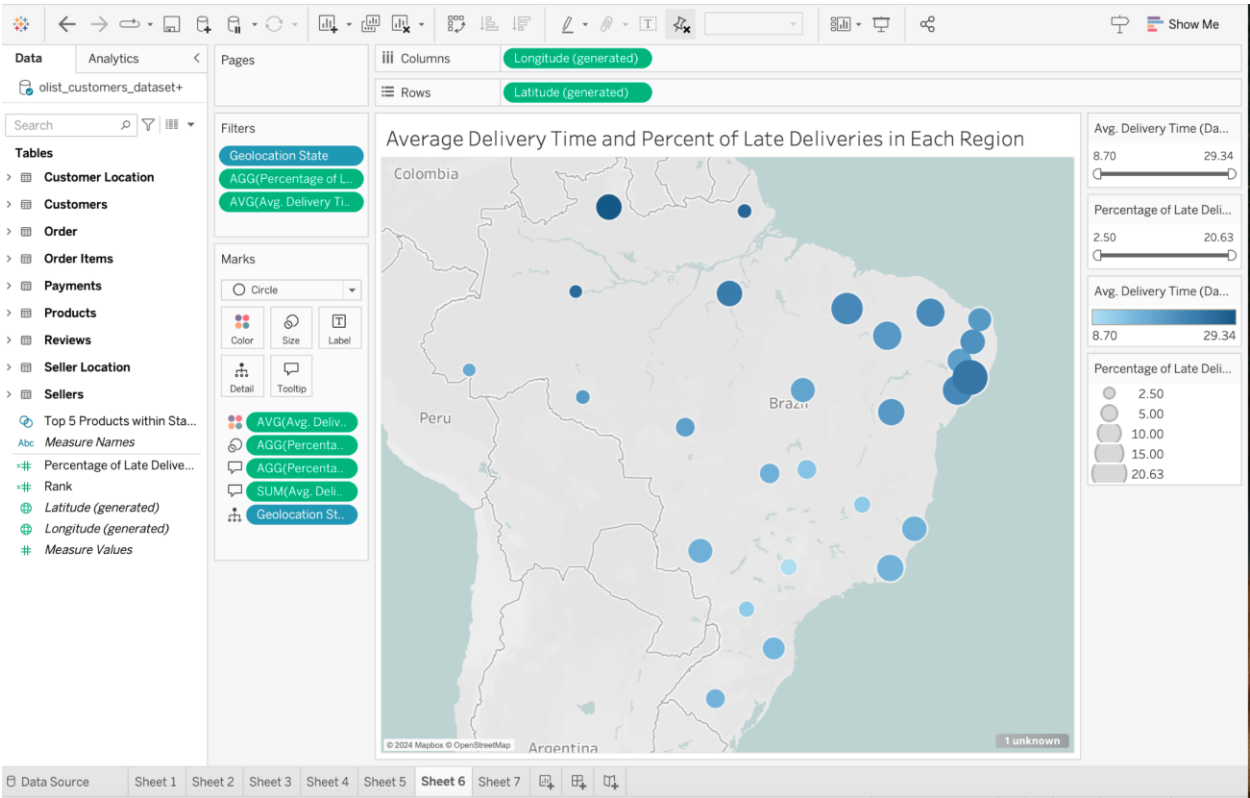 Show Me
Data
Analytics
olist_customers_dataset+
Search
Tables
Customer Location
Customers
Order
Order Items
Payments
Products
Reviews
Seller Location
Sellers
Top 5 Products within Sta...
Abc Measure Names
Percentage of Late Delive...
Rank
Latitude (generated)
Longitude (generated)
Measure Values
Pages
Filters
Geolocation State
AGG(Percentage of L..
AVG(Avg. Delivery Ti..
Marks
Circle
Color Size Label
Detail Tooltip
AVG(Avg. Deliv..
AGG(Percenta..
AGG(Percenta..
SUM(Avg. Deli..
Geolocation St..
Columns Longitude (generated)
Rows Latitude (generated)
Average Delivery Time and Percent of Late Deliveries in Each Region
Colombia
Peru
Brazil
Argentina
© 2024 Mapbox © OpenStreetMap
1 unknown
Avg. Delivery Time (Da...
8.70 29.34
Percentage of Late Deli...
2.50 20.63
Avg. Delivery Time (Da...
8.70 29.34
Percentage of Late Deli...
2.50
5.00
10.00
15.00
20.63
Data Source Sheet 1 Sheet 2 Sheet 3 Sheet 4 Sheet 5 Sheet 6 Sheet 7